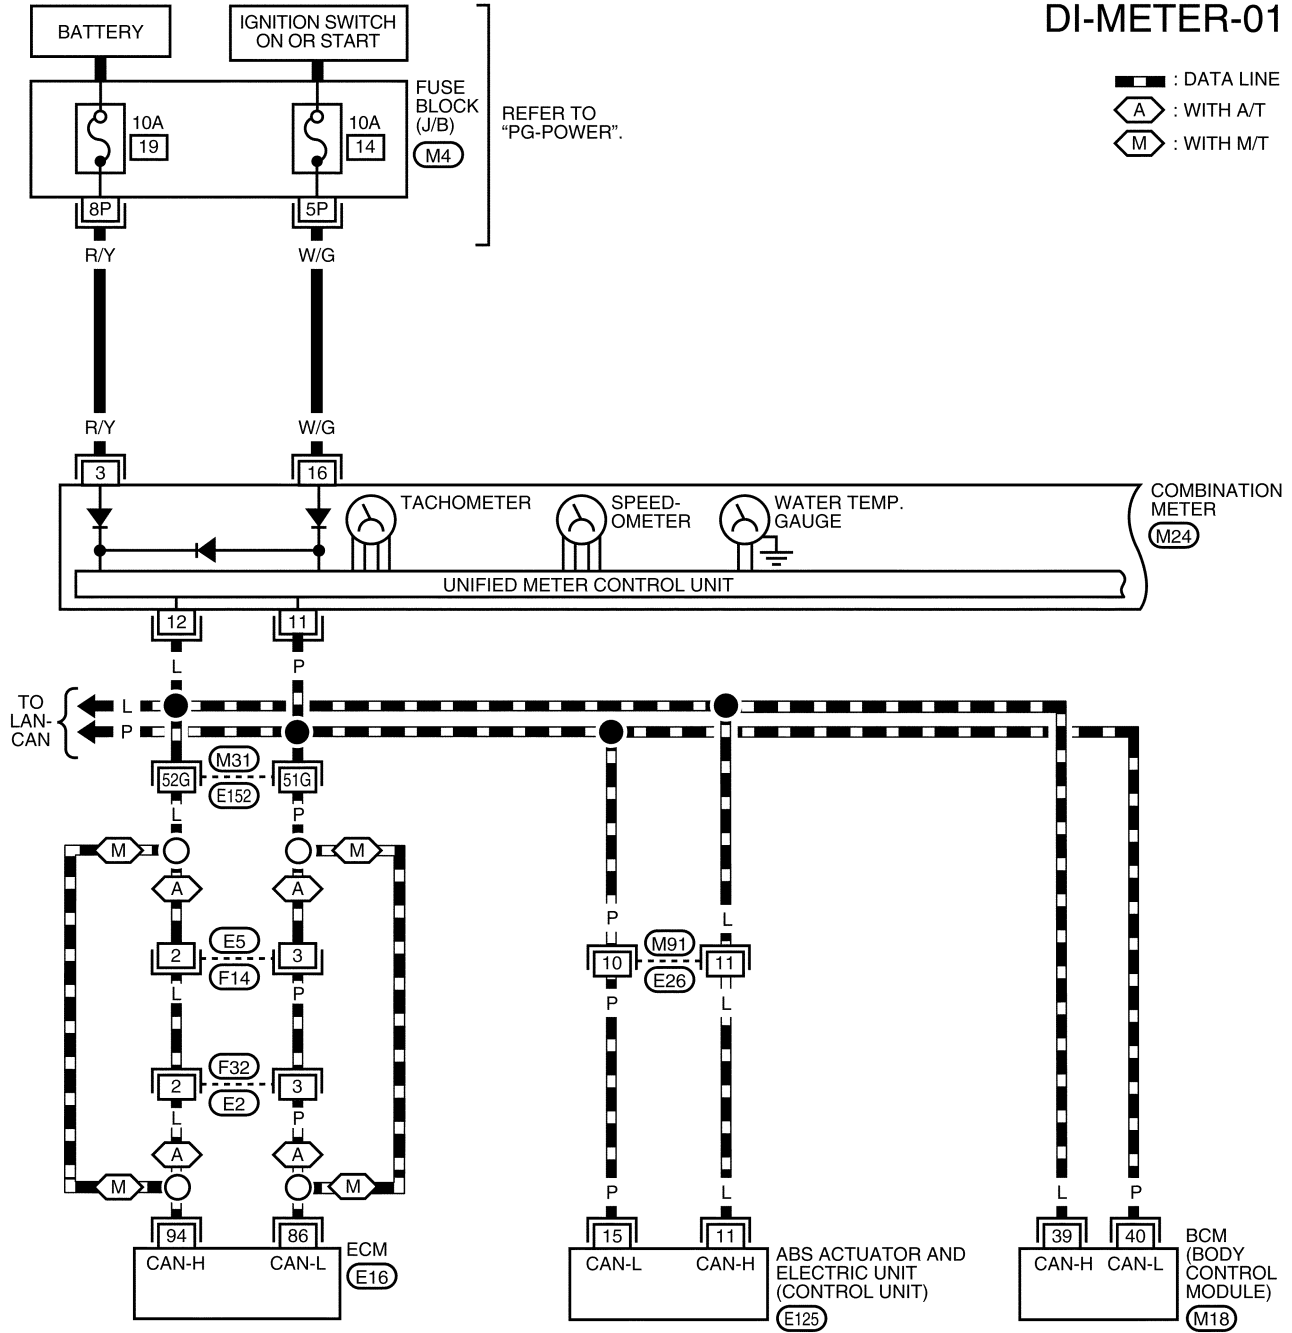 DI-METER-01
BATTERY
IGNITION SWITCH
ON OR START
: DATA LINE
A : WITH A/T
M : WITH M/T
FUSE
BLOCK
(J/B)
M4
REFER TO
"PG-POWER".
10A
19
10A
14
8P
5P
R/Y
W/G
R/Y
W/G
3
16
TACHOMETER
SPEED-
OMETER
WATER TEMP.
GAUGE
COMBINATION
METER
M24
UNIFIED METER CONTROL UNIT
12
11
L
P
TO
LAN-
CAN
L
P
52G
M31
E152
51G
L
P
M
M
A
A
2
E5
F14
3
P
L
10
M91
E26
11
L
P
P
L
2
F32
E2
3
L
P
A
A
M
M
P
L
L
P
94
86
15
11
39
40
CAN-H
CAN-L
ECM
E16
CAN-L
CAN-H
ABS ACTUATOR AND
ELECTRIC UNIT
(CONTROL UNIT)
E125
CAN-H
CAN-L
BCM
(BODY
CONTROL
MODULE)
M18